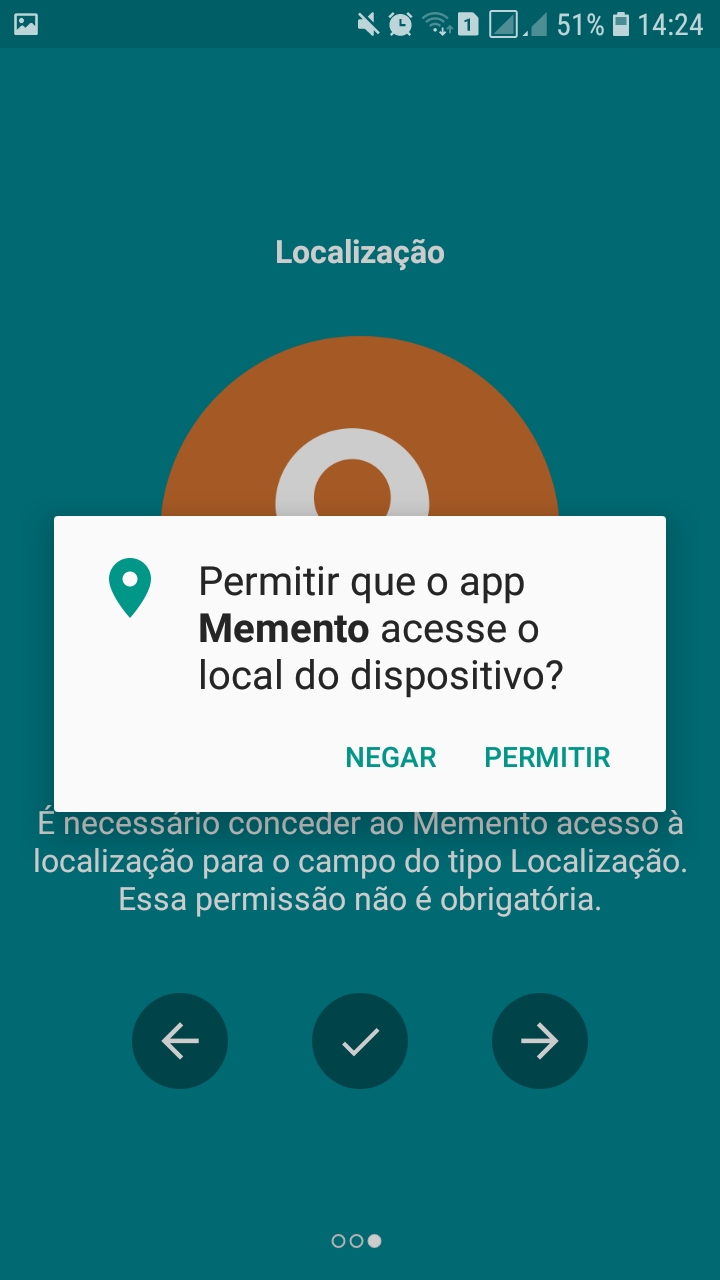 1 51% 14:24
Localização
Permitir que o app
Memento acesse o
local do dispositivo?
NEGAR PERMITIR
É necessário conceder ao Memento acesso à
localização para o campo do tipo Localização.
Essa permissão não é obrigatória.